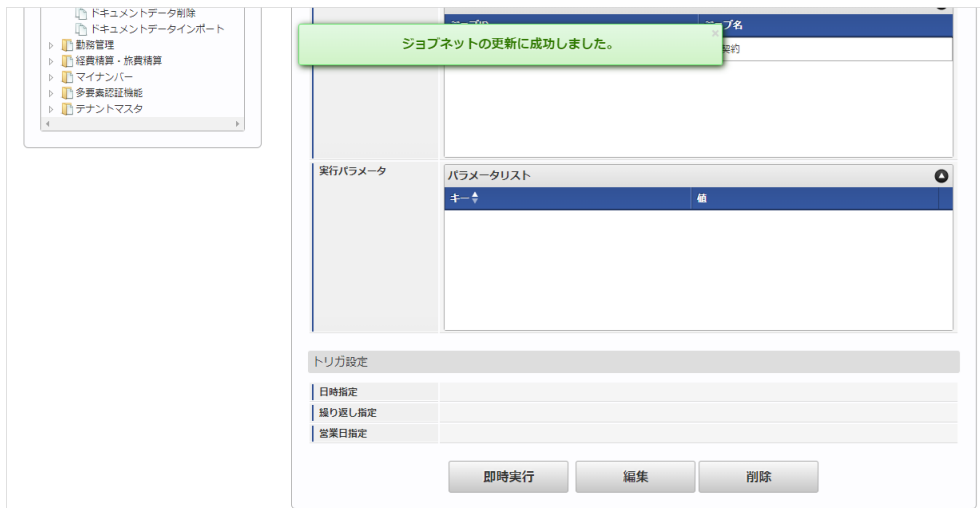 ドキュメントデータ削除
ドキュメントデータインポート
勤務管理
経費精算・旅費精算
マイナンバー
多要素認証機能
テナントマスタ
ジョブネットの更新に成功しました。
×
契約
実行パラメータ
パラメータリスト
キー 値
トリガ設定
日時指定
繰り返し指定
営業日指定
即時実行 編集 削除